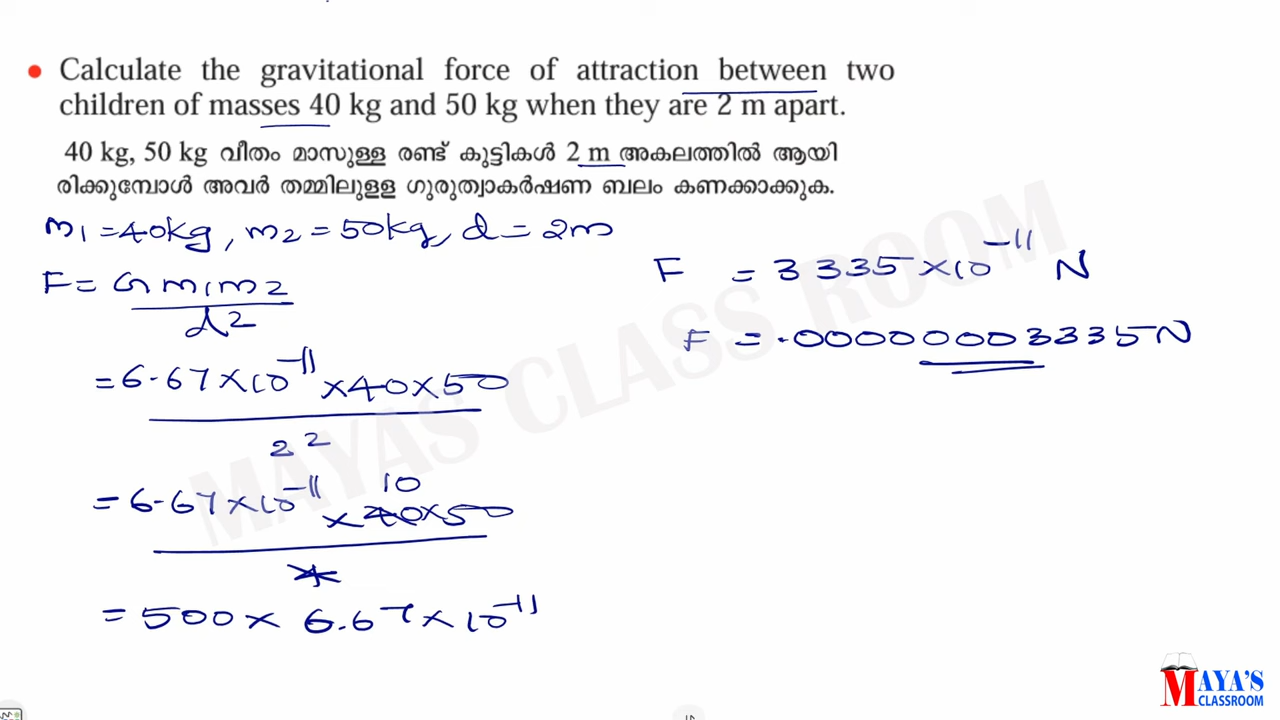 Calculate the gravitational force of attraction between two
children of masses 40 kg and 50 kg when they are 2 m apart.
40 kg, 50 kg വീതം മാസുള്ള രണ്ട് കുട്ടികൾ 2 m അകലത്തിൽ ആയി
രിക്കുമ്പോൾ അവർ തമ്മിലുളള ഗുരുത്വാകർഷണ ബലം കണക്കാക്കുക.
m₁=40kg, m₂=50kg, d=2m
F= G m₁m₂
d²
=6.67×10⁻¹¹ ×40×50
2²
=6.67×10⁻¹¹ ×40×50
10
4
=500× 6.67×10⁻¹¹
F =3335×10⁻¹¹ N
F =.00000003335N
MAYAS CLASS ROOM
MAYA'S
CLASSROOM